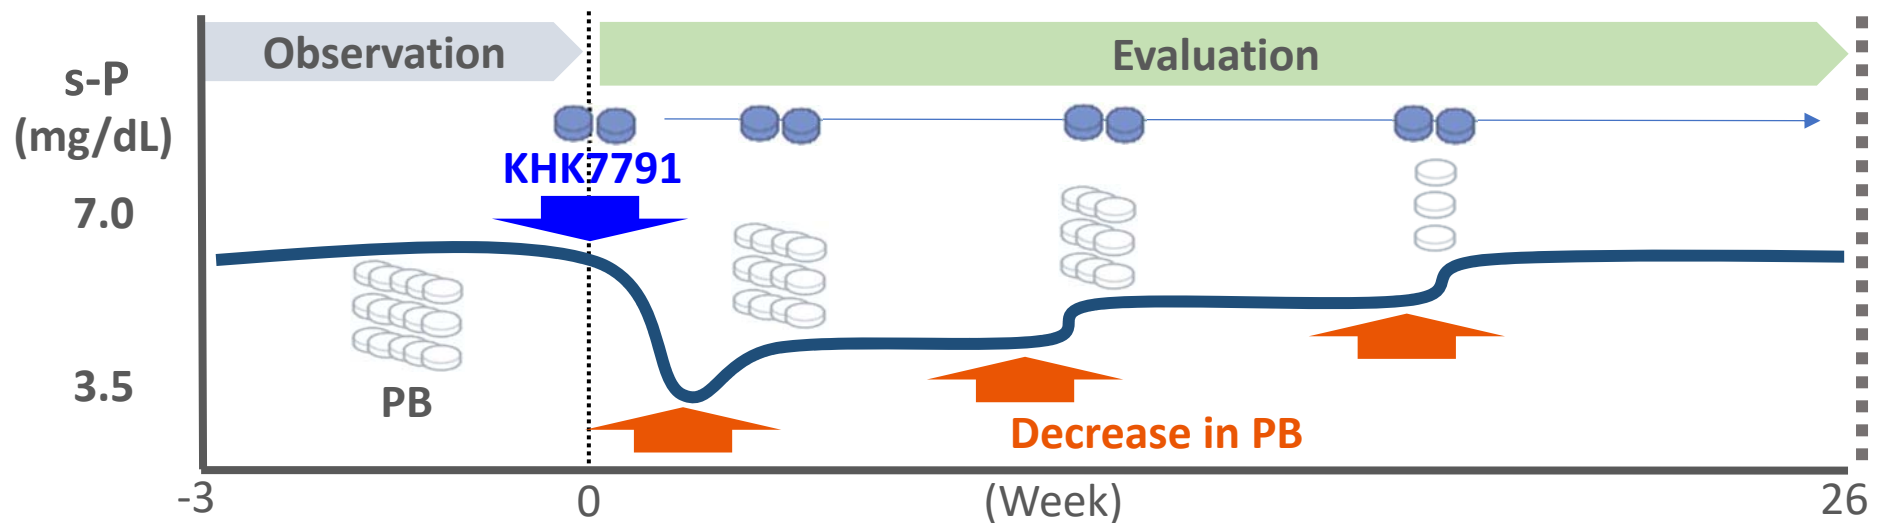 Observation
Evaluation
s-P
(mg/dL)
KHK7791
7.0
3.5
PB
Decrease in PB
-3
0
(Week)
26